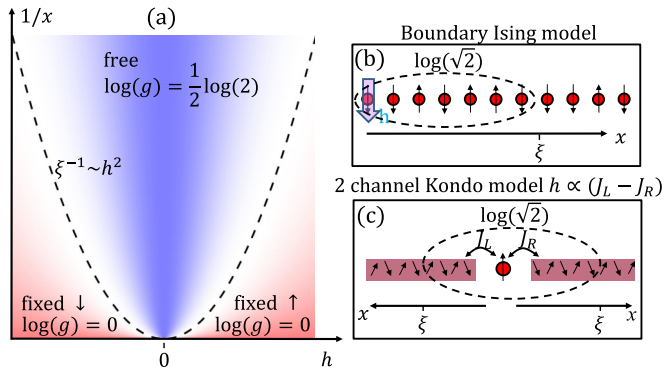 1/x
(a)
free
log(g) = 1/2 log(2)
ξ⁻¹~h²
fixed ↓
log(g) = 0
fixed ↑
log(g) = 0
0
h
Boundary Ising model
(b)
log(√2)
h
x
ξ
2 channel Kondo model h ∝ (J_L − J_R)
(c)
log(√2)
J_L
J_R
x
ξ
ξ
x